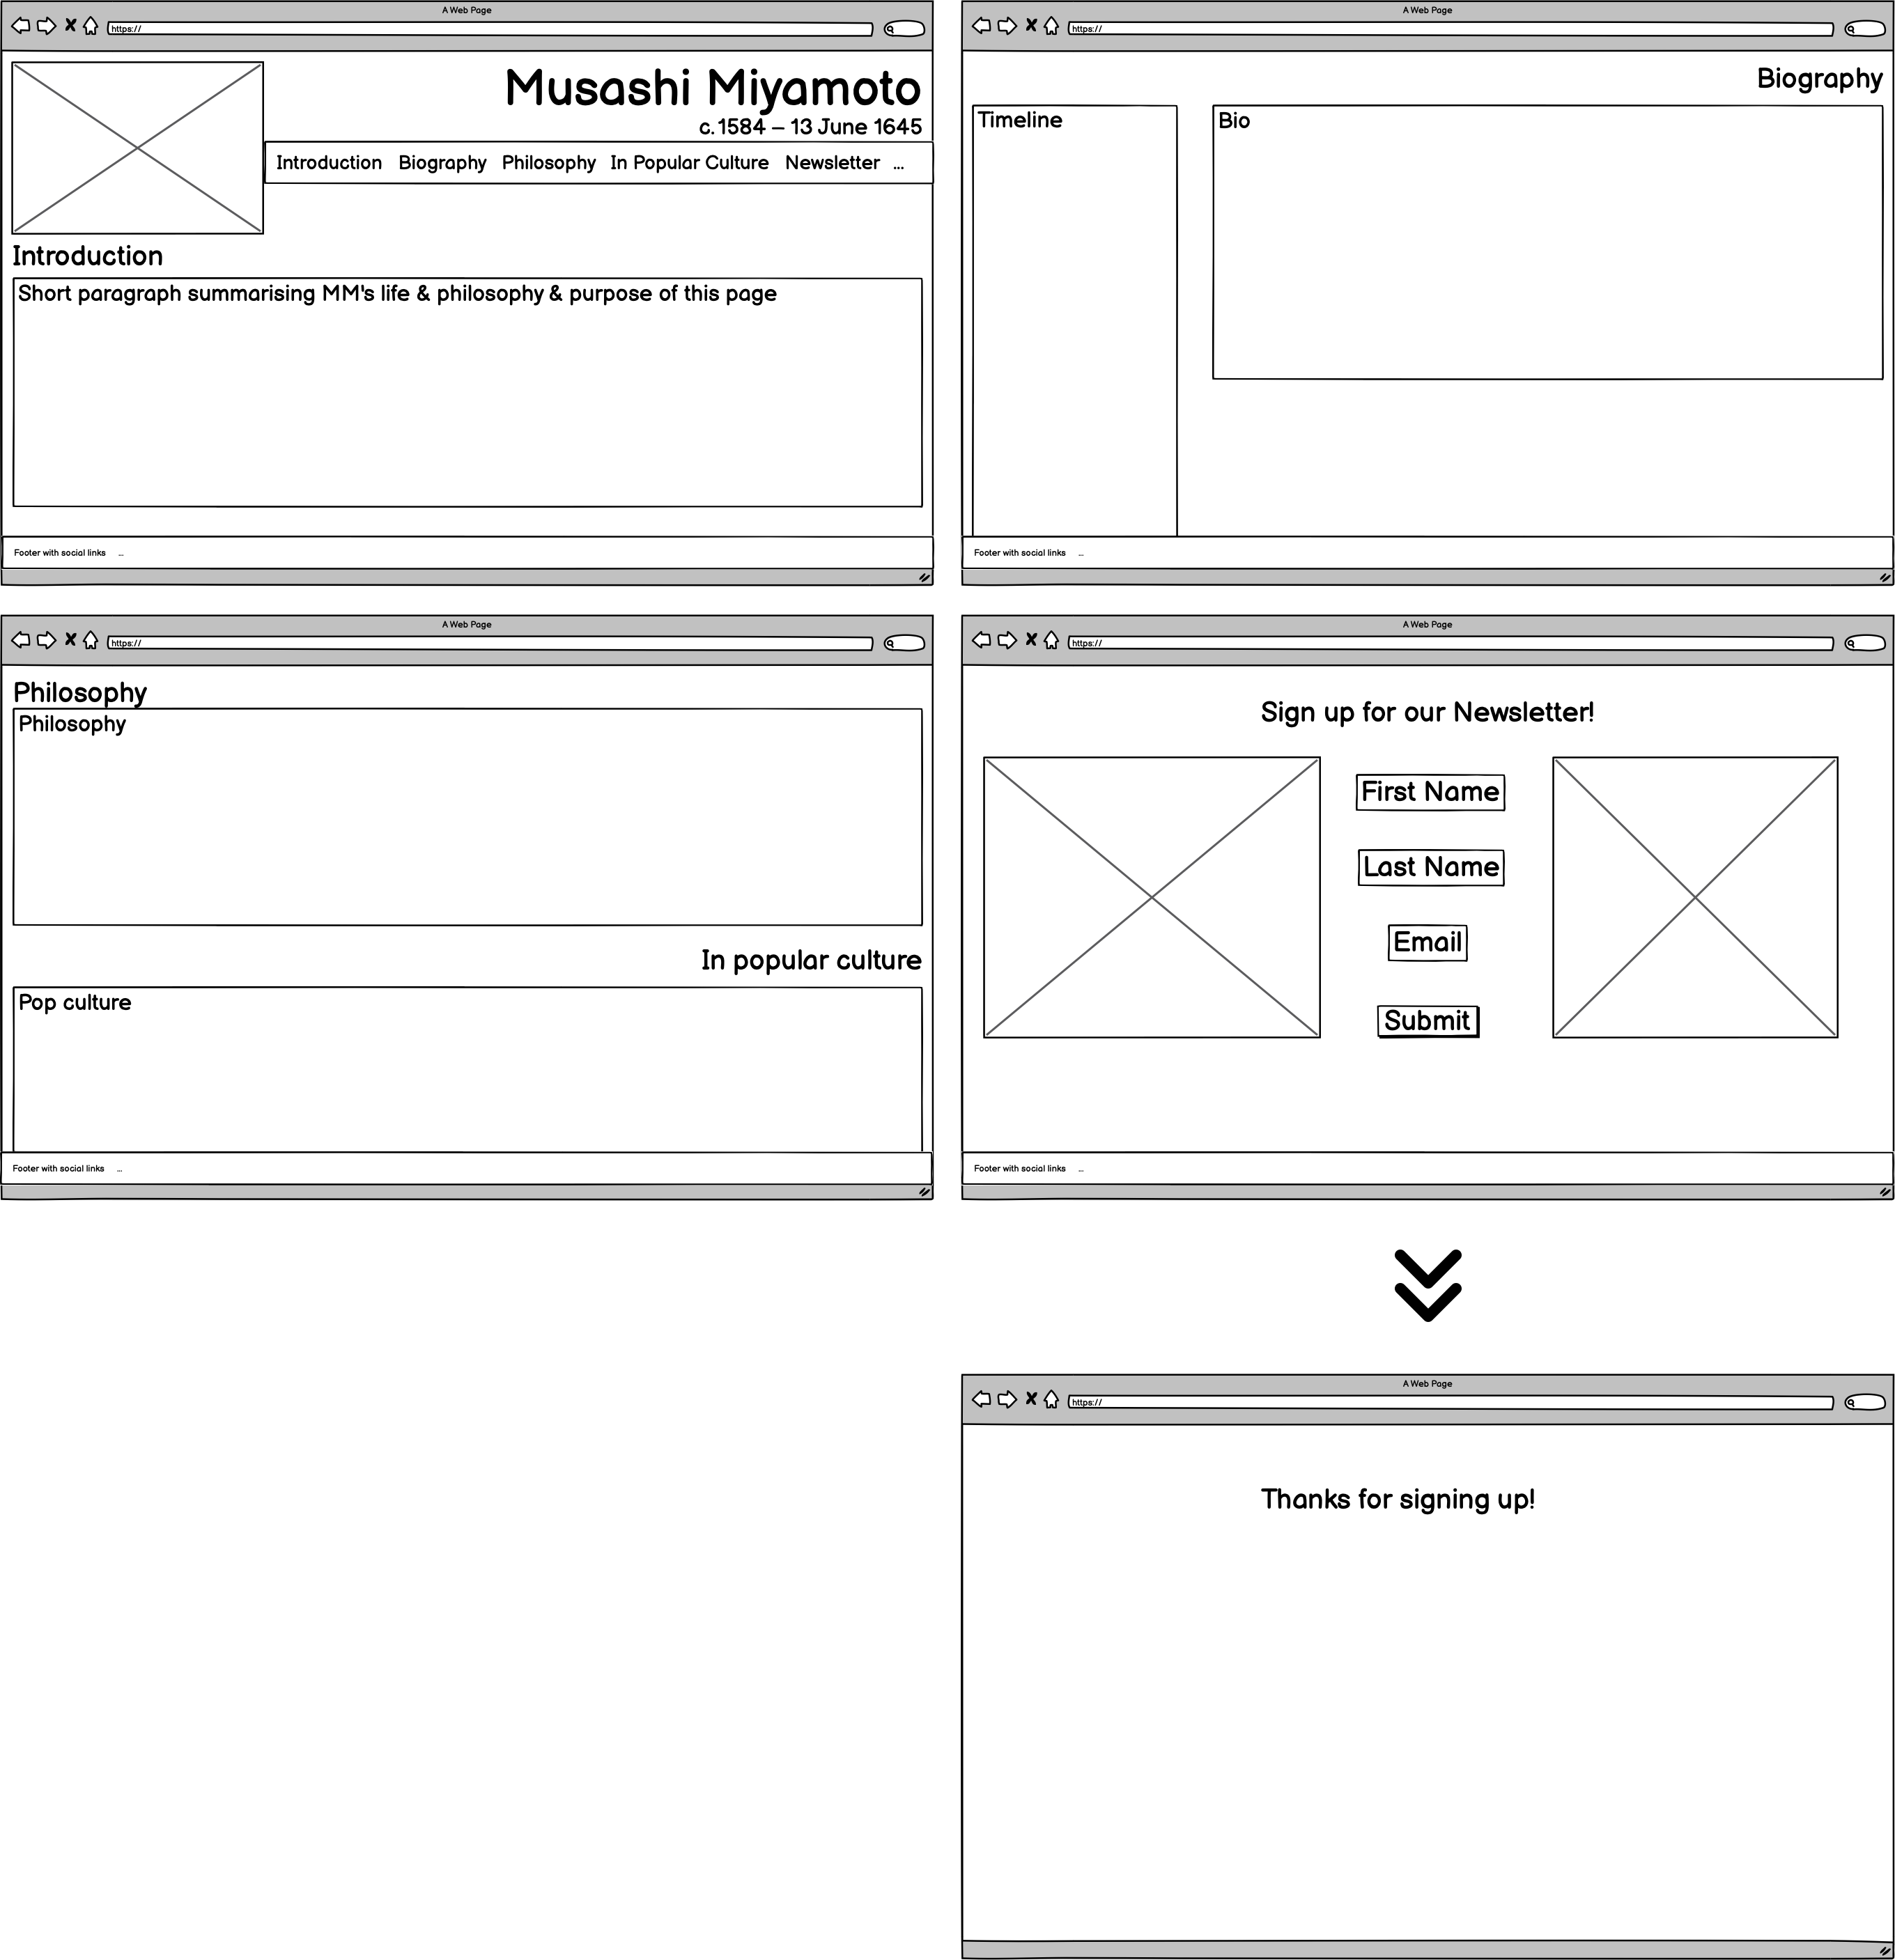 A Web Page
https://
Musashi Miyamoto
c. 1584 – 13 June 1645
Introduction Biography Philosophy In Popular Culture Newsletter ...
Introduction
Short paragraph summarising MM's life & philosophy & purpose of this page
Footer with social links ...
A Web Page
https://
Biography
Timeline
Bio
Footer with social links ...
A Web Page
https://
Philosophy
Philosophy
In popular culture
Pop culture
Footer with social links ...
A Web Page
https://
Sign up for our Newsletter!
First Name
Last Name
Email
Submit
Footer with social links ...
A Web Page
https://
Thanks for signing up!